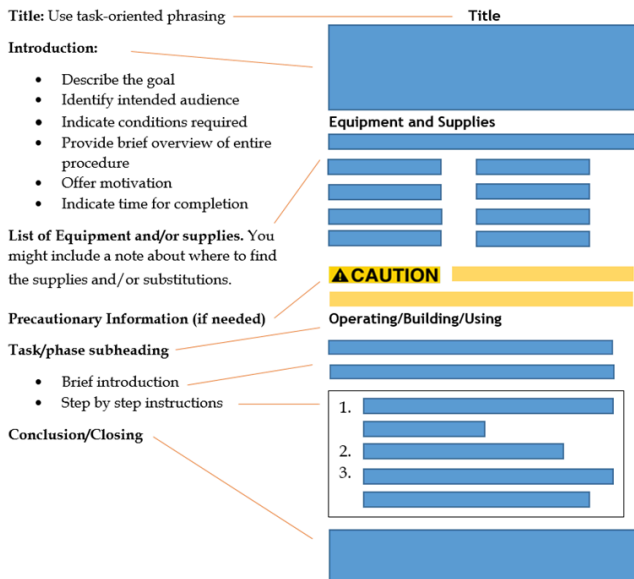 Title: Use task-oriented phrasing
Title
Introduction:
• Describe the goal
• Identify intended audience
• Indicate conditions required
• Provide brief overview of entire
procedure
• Offer motivation
• Indicate time for completion
Equipment and Supplies
List of Equipment and/or supplies. You
might include a note about where to find
the supplies and/or substitutions.
CAUTION
Precautionary Information (if needed)
Operating/Building/Using
Task/phase subheading
• Brief introduction
• Step by step instructions
1.
2.
3.
Conclusion/Closing